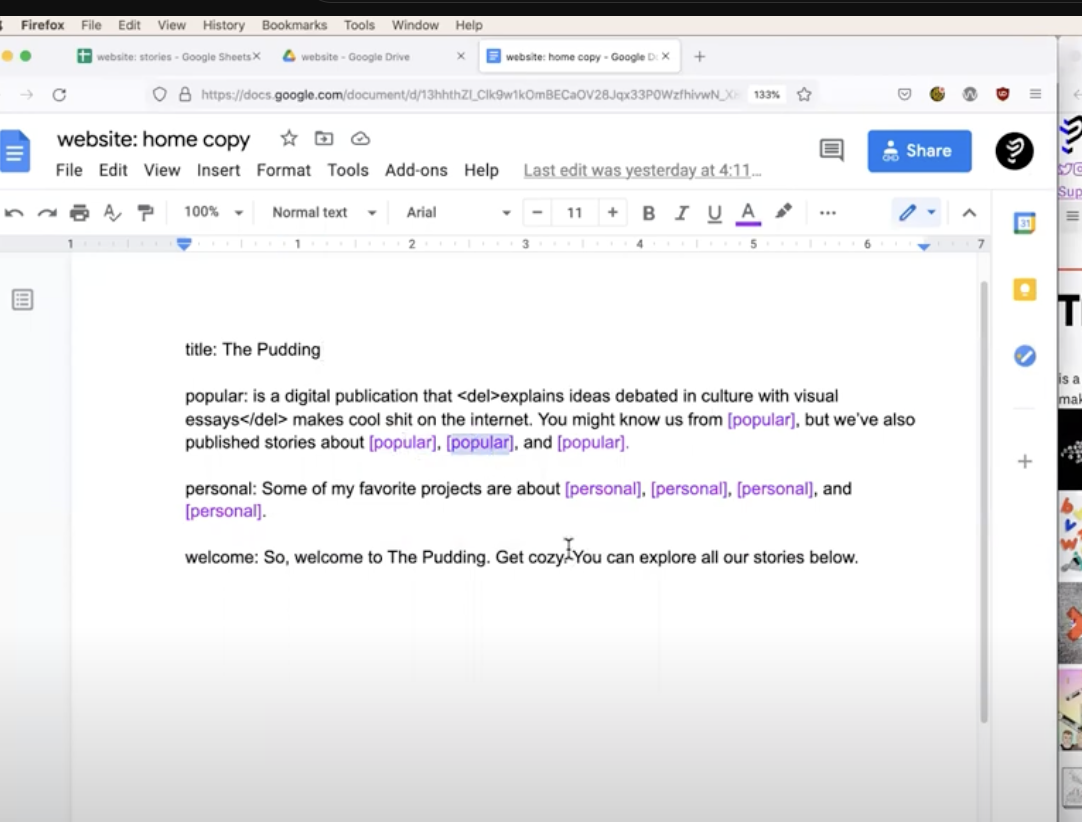 Firefox File Edit View History Bookmarks Tools Window Help
website: stories - Google Sheets website - Google Drive website: home copy - Google D
https://docs.google.com/document/d/13hhthZI_Clk9w1kOmBECaOV28Jqx33P0WzfhivwN_X 133%
website: home copy
Share
File Edit View Insert Format Tools Add-ons Help Last edit was yesterday at 4:11...
100% Normal text Arial 11 B I U A
1 1 2 3 4 5 6 7
31
title: The Pudding
popular: is a digital publication that <del>explains ideas debated in culture with visual
essays</del> makes cool shit on the internet. You might know us from [popular], but we've also
published stories about [popular], [popular], and [popular].
personal: Some of my favorite projects are about [personal], [personal], [personal], and
[personal].
welcome: So, welcome to The Pudding. Get cozy. You can explore all our stories below.
Sup
T
is a
mak